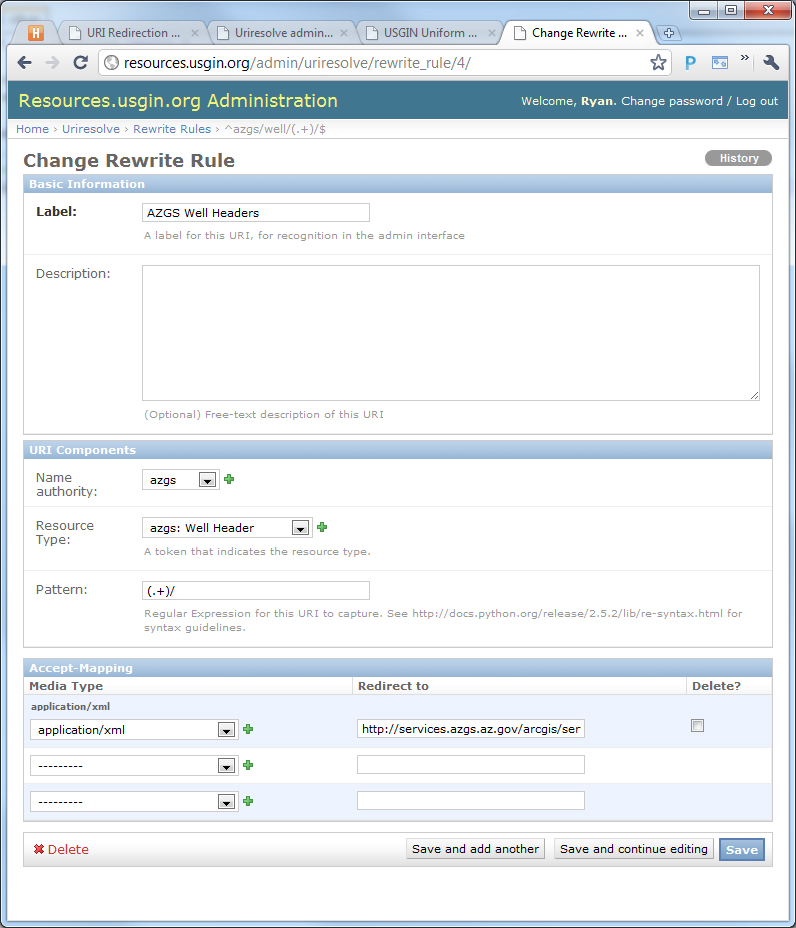 H
URI Redirection ...
Uriresolve admin...
USGIN Uniform ...
Change Rewrite ...
resources.usgin.org/admin/uriresolve/rewrite_rule/4/
P
»
Resources.usgin.org Administration
Welcome, Ryan. Change password / Log out
Home › Uriresolve › Rewrite Rules › ^azgs/well/(.+)/$
Change Rewrite Rule
History
Basic Information
Label:
AZGS Well Headers
A label for this URI, for recognition in the admin interface
Description:
(Optional) Free-text description of this URI
URI Components
Name
authority:
azgs
Resource
Type:
azgs: Well Header
A token that indicates the resource type.
Pattern:
(.+)/
Regular Expression for this URI to capture. See http://docs.python.org/release/2.5.2/lib/re-syntax.html for
syntax guidelines.
Accept-Mapping
Media Type Redirect to Delete?
application/xml
application/xml
http://services.azgs.az.gov/arcgis/ser
---------
---------
Delete
Save and add another
Save and continue editing
Save